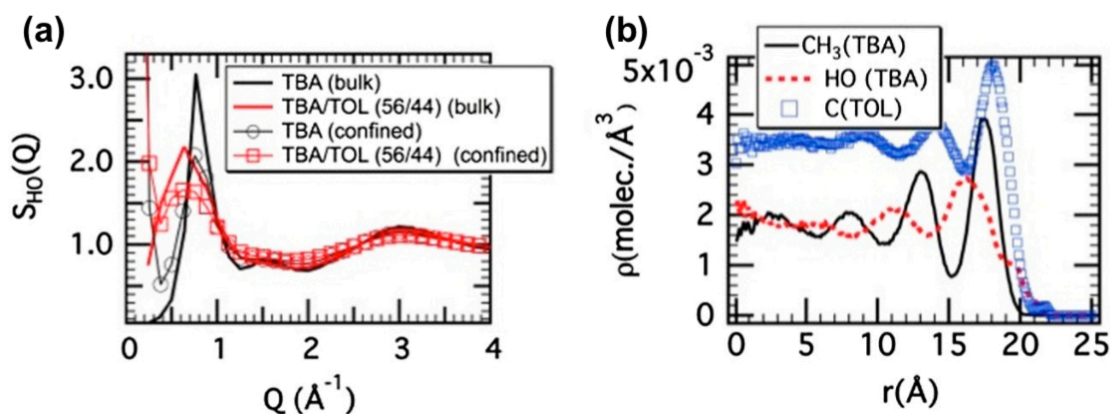 (a)
S_HO(Q)
3.0
2.0
1.0
TBA (bulk)
TBA/TOL (56/44) (bulk)
TBA (confined)
TBA/TOL (56/44) (confined)
0 1 2 3 4
Q (Å⁻¹)
(b)
ρ(molec./Å³)
5x10⁻³
4
3
2
1
0
CH₃(TBA)
HO (TBA)
C(TOL)
0 5 10 15 20 25
r(Å)